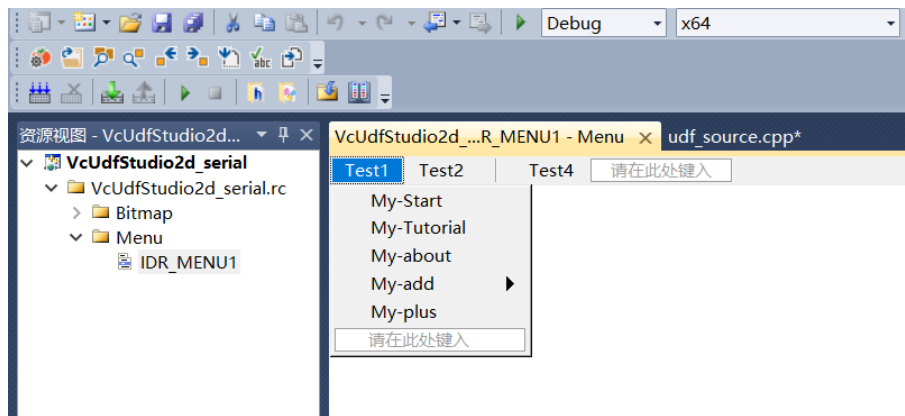 Debug x64
资源视图 - VcUdfStudio2d...
VcUdfStudio2d_...R_MENU1 - Menu udf_source.cpp*
VcUdfStudio2d_serial
VcUdfStudio2d_serial.rc
Bitmap
Menu
IDR_MENU1
Test1 Test2 Test4 请在此处键入
My-Start
My-Tutorial
My-about
My-add
My-plus
请在此处键入